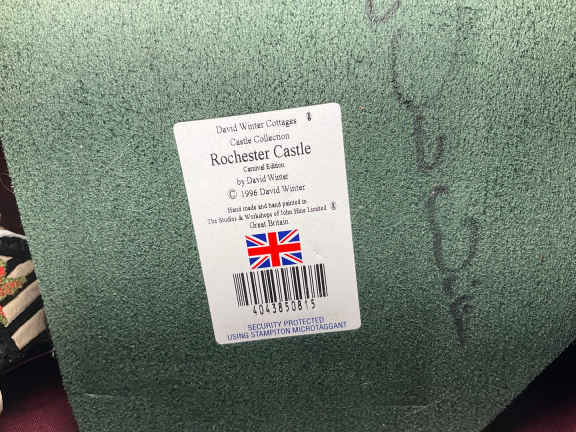 David Winter Cottages
Castle Collection
Rochester Castle
Carnival Edition
by David Winter
© 1996 David Winter
Hand made and hand painted in
The Studios & Workshops of John Hine Limited
Great Britain
4043850815
SECURITY PROTECTED
USING STAMPITON MICROTAGGANT